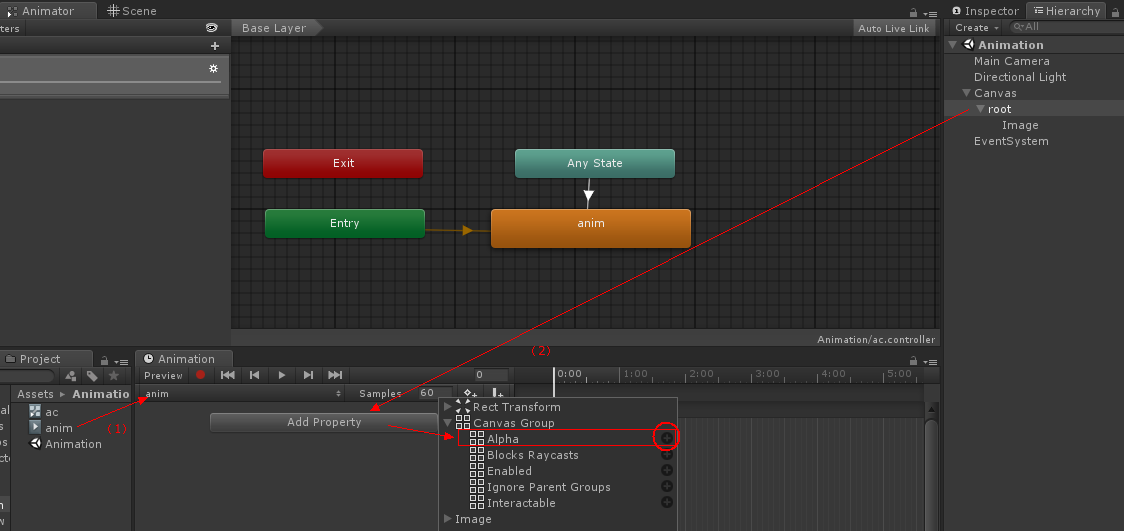 Animator
Scene
ters
Base Layer
Auto Live Link
Exit
Any State
Entry
anim
Animation/ac.controller
Inspector
Hierarchy
Create
All
Animation
Main Camera
Directional Light
Canvas
root
Image
EventSystem
(2)
Project
Assets
Animatio
ac
anim
(1)
Animation
Animation
Preview
0
0:00
1:00
2:00
3:00
4:00
5:00
anim
Samples
60
Add Property
Rect Transform
Canvas Group
Alpha
Blocks Raycasts
Enabled
Ignore Parent Groups
Interactable
Image